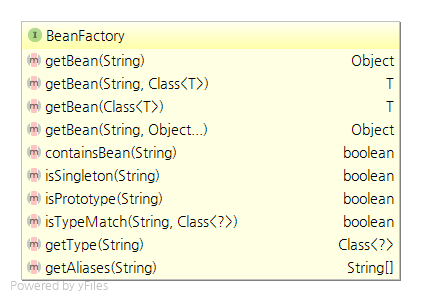 I BeanFactory
m getBean(String) Object
m getBean(String, Class<T>) T
m getBean(Class<T>) T
m getBean(String, Object...) Object
m containsBean(String) boolean
m isSingleton(String) boolean
m isPrototype(String) boolean
m isTypeMatch(String, Class<?>) boolean
m getType(String) Class<?>
m getAliases(String) String[]
Powered by yFiles